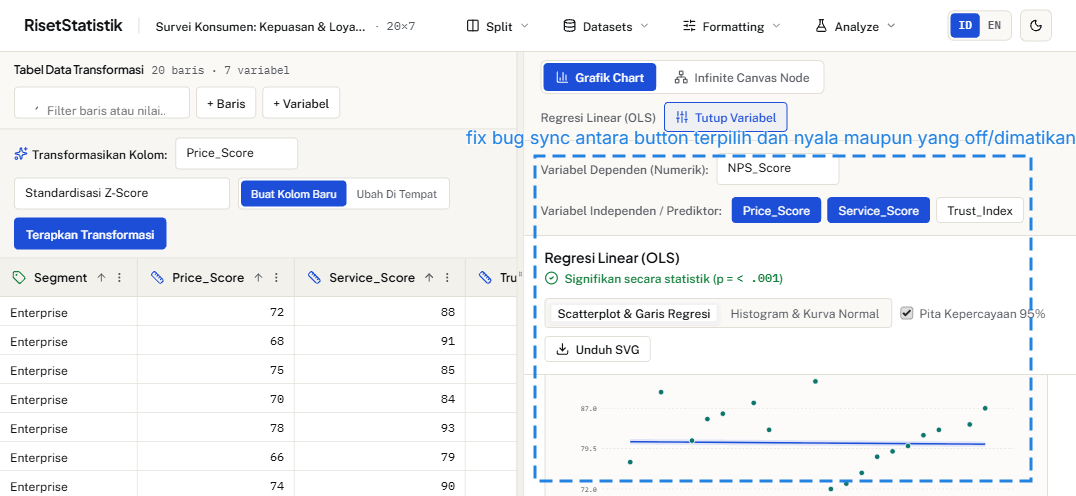 RisetStatistik
Survei Konsumen: Kepuasan & Loya... · 20×7
Split
Datasets
Formatting
Analyze
ID EN
Tabel Data Transformasi 20 baris · 7 variabel
Filter baris atau nilai..
+ Baris
+ Variabel
Transformasikan Kolom: Price_Score
Standardisasi Z-Score
Buat Kolom Baru Ubah Di Tempat
Terapkan Transformasi
Segment Price_Score Service_Score Tru
Enterprise 72 88
Enterprise 68 91
Enterprise 75 85
Enterprise 70 84
Enterprise 78 93
Enterprise 66 79
Enterprise 74 90
Grafik Chart Infinite Canvas Node
Regresi Linear (OLS) Tutup Variabel
fix bug sync antara button terpilih dan nyala maupun yang off/dimatikan
Variabel Dependen (Numerik): NPS_Score
Variabel Independen / Prediktor: Price_Score Service_Score Trust_Index
Regresi Linear (OLS)
Signifikan secara statistik (p = < .001)
Scatterplot & Garis Regresi Histogram & Kurva Normal Pita Kepercayaan 95%
Unduh SVG
87.0
79.5
72.0